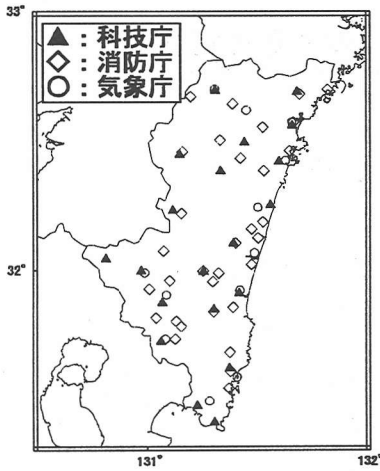 33°
▲ : 科技庁
◇ : 消防庁
○ : 気象庁
32°
131°
132°